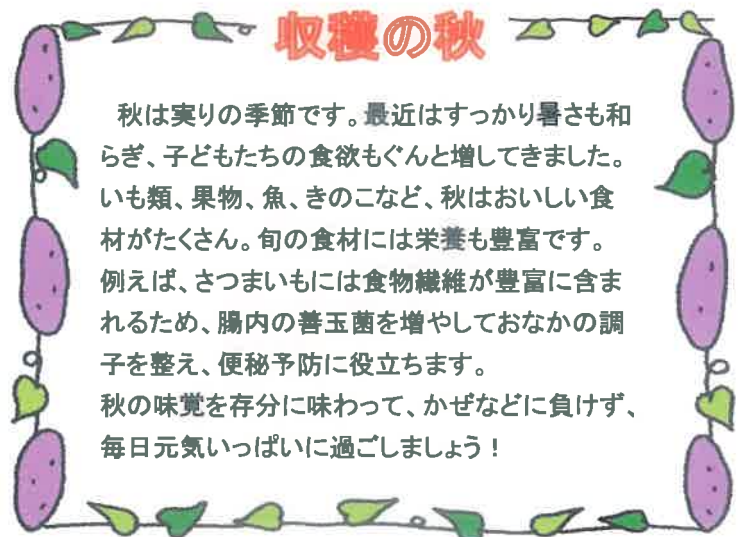 収穫の秋
秋は実りの季節です。最近はすっかり暑さも和
らぎ、子どもたちの食欲もぐんと増してきました。
いも類、果物、魚、きのこなど、秋はおいしい食
材がたくさん。旬の食材には栄養も豊富です。
例えば、さつまいもには食物繊維が豊富に含ま
れるため、腸内の善玉菌を増やしておなかの調
子を整え、便秘予防に役立ちます。
秋の味覚を存分に味わって、かぜなどに負けず、
毎日元気いっぱいに過ごしましょう！